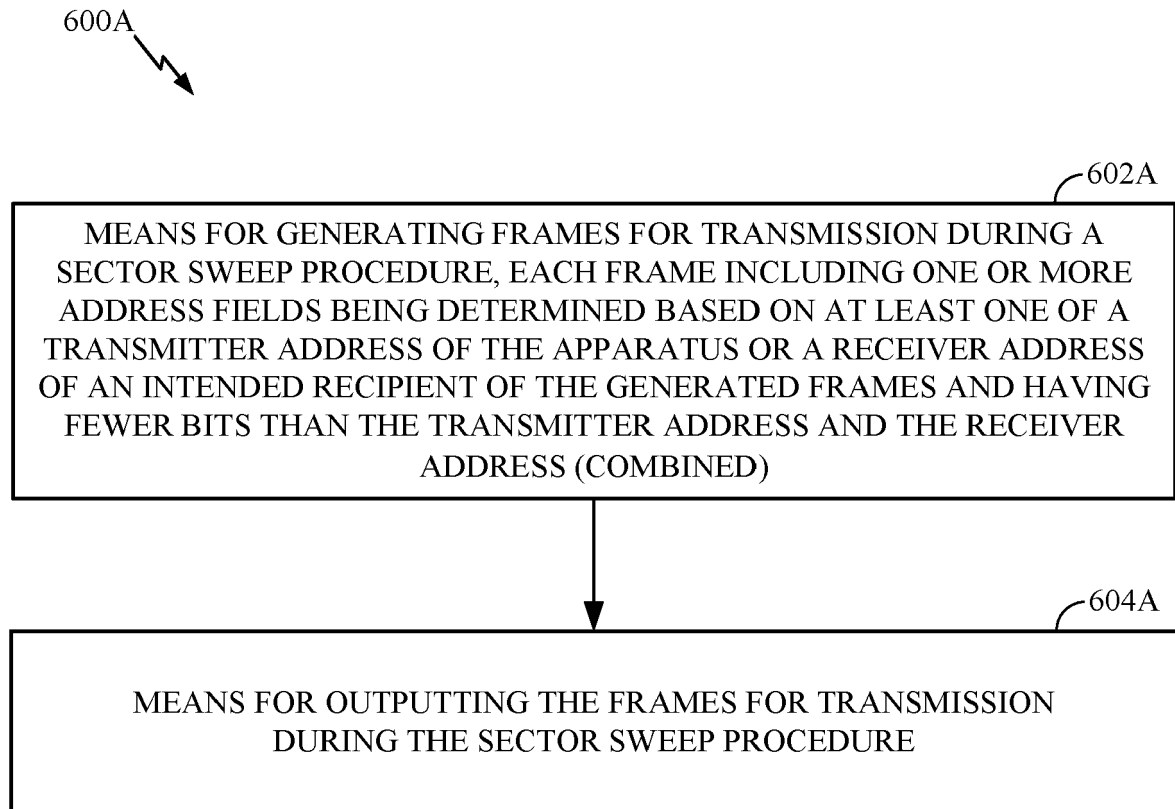 600A
602A
MEANS FOR GENERATING FRAMES FOR TRANSMISSION DURING A
SECTOR SWEEP PROCEDURE, EACH FRAME INCLUDING ONE OR MORE
ADDRESS FIELDS BEING DETERMINED BASED ON AT LEAST ONE OF A
TRANSMITTER ADDRESS OF THE APPARATUS OR A RECEIVER ADDRESS
OF AN INTENDED RECIPIENT OF THE GENERATED FRAMES AND HAVING
FEWER BITS THAN THE TRANSMITTER ADDRESS AND THE RECEIVER
ADDRESS (COMBINED)
604A
MEANS FOR OUTPUTTING THE FRAMES FOR TRANSMISSION
DURING THE SECTOR SWEEP PROCEDURE